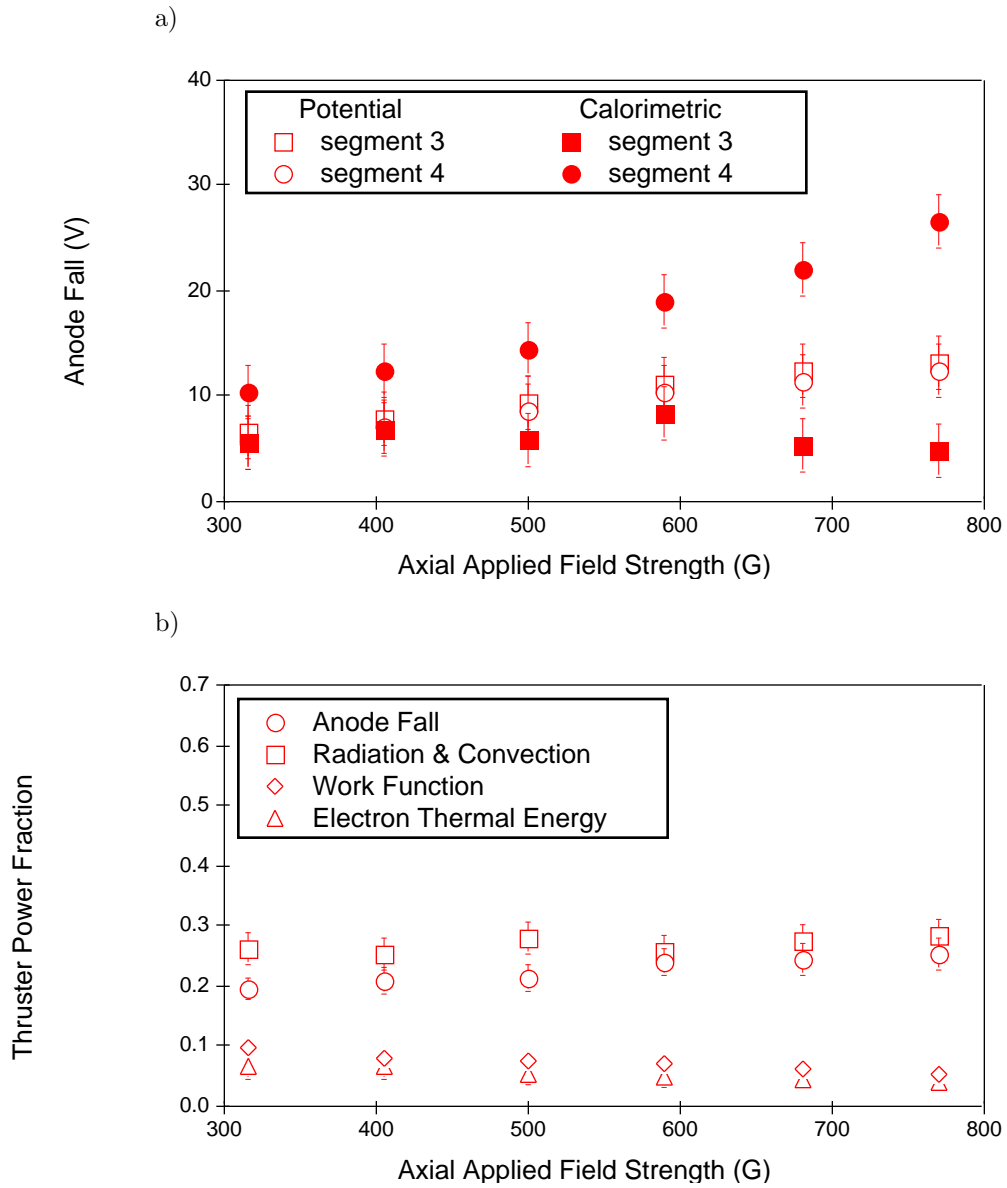 a)
40
30
20
10
0
Anode Fall (V)
Potential Calorimetric
segment 3 segment 3
segment 4 segment 4
300 400 500 600 700 800
Axial Applied Field Strength (G)
b)
0.7
0.6
0.5
0.4
0.3
0.2
0.1
0.0
Thruster Power Fraction
Anode Fall
Radiation & Convection
Work Function
Electron Thermal Energy
300 400 500 600 700 800
Axial Applied Field Strength (G)